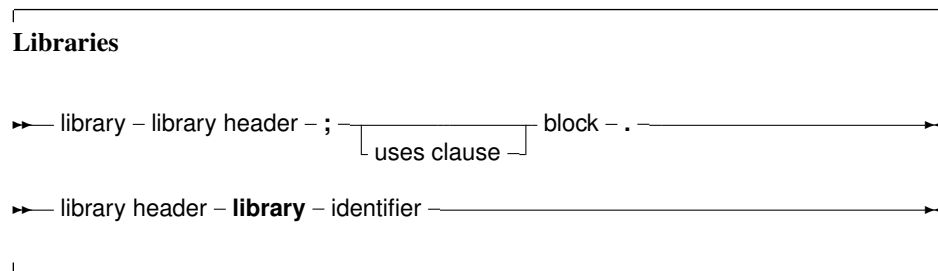 Libraries
library – library header – ; – block – . –
uses clause –
library header – library – identifier –